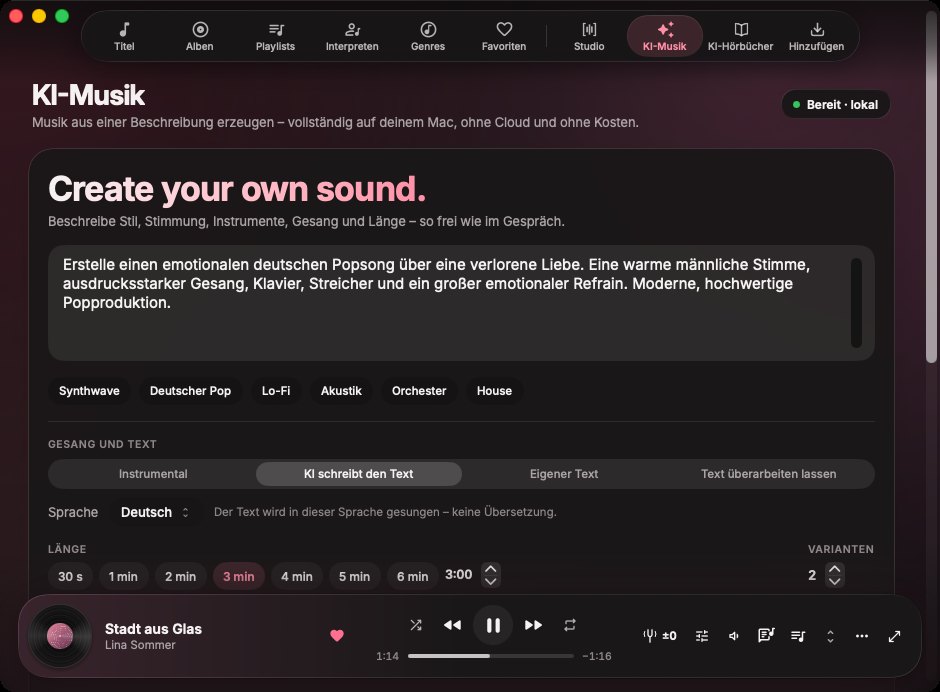 Titel
Alben
Playlists
Interpreten
Genres
Favoriten
Studio
KI-Musik
KI-Hörbücher
Hinzufügen
KI-Musik
Musik aus einer Beschreibung erzeugen – vollständig auf deinem Mac, ohne Cloud und ohne Kosten.
Bereit · lokal
Create your own sound.
Beschreibe Stil, Stimmung, Instrumente, Gesang und Länge – so frei wie im Gespräch.
Erstelle einen emotionalen deutschen Popsong über eine verlorene Liebe. Eine warme männliche Stimme,
ausdrucksstarker Gesang, Klavier, Streicher und ein großer emotionaler Refrain. Moderne, hochwertige
Popproduktion.
Synthwave
Deutscher Pop
Lo-Fi
Akustik
Orchester
House
GESANG UND TEXT
Instrumental
KI schreibt den Text
Eigener Text
Text überarbeiten lassen
Sprache
Deutsch
Der Text wird in dieser Sprache gesungen – keine Übersetzung.
LÄNGE
VARIANTEN
30 s
1 min
2 min
3 min
4 min
5 min
6 min
3:00
2
Stadt aus Glas
Lina Sommer
1:14
−1:16
±0